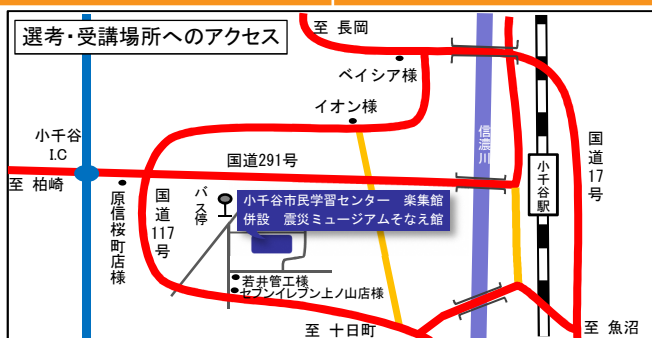 選考・受講場所へのアクセス
至 長岡
ベイシア様
イオン様
小千谷
I.C
国道291号
信濃川
小千谷駅
国道17号
至 柏崎
原信桜町店様
国道117号
バス停
小千谷市民学習センター 楽集館
併設 震災ミュージアムそなえ館
若井管工様
セブンイレブン上ノ山店様
至 十日町
至 魚沼